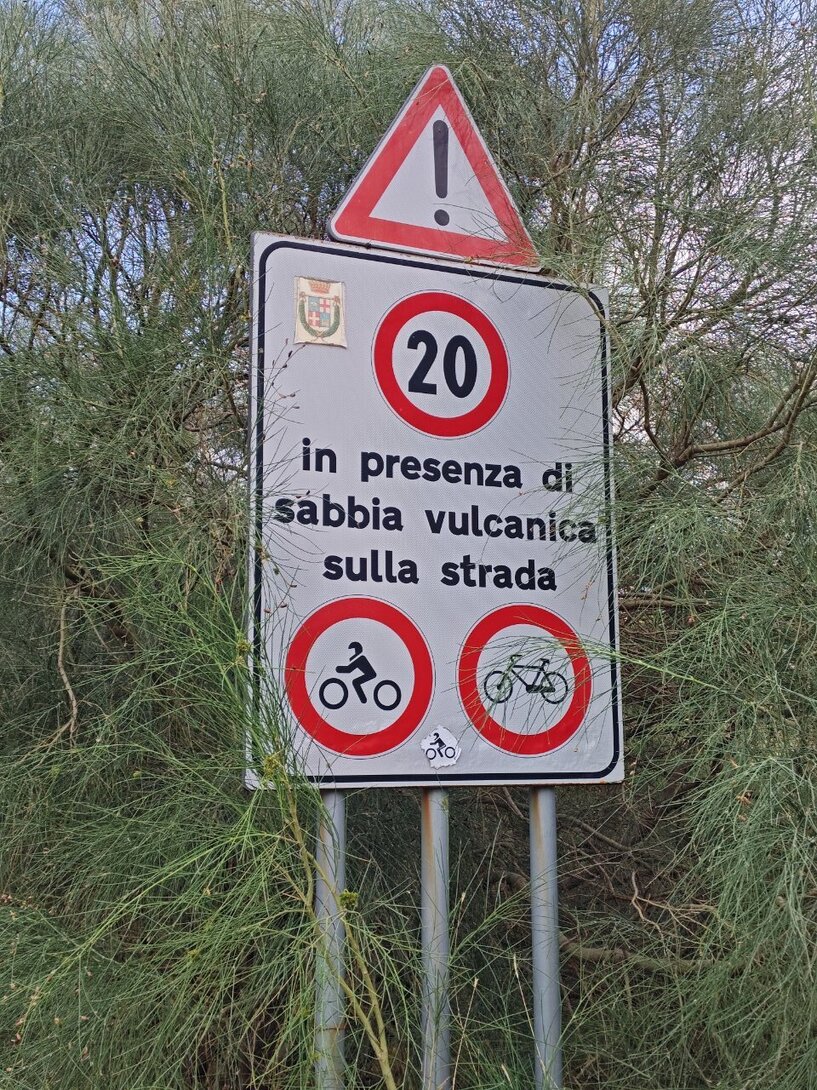 20
in presenza di
sabbia vulcanica
sulla strada